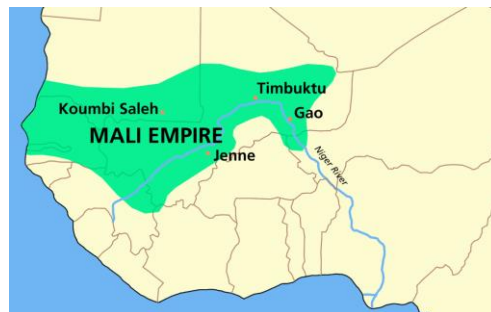 Timbuktu
Koumbi Saleh
Gao
MALI EMPIRE
Jenne
Niger River